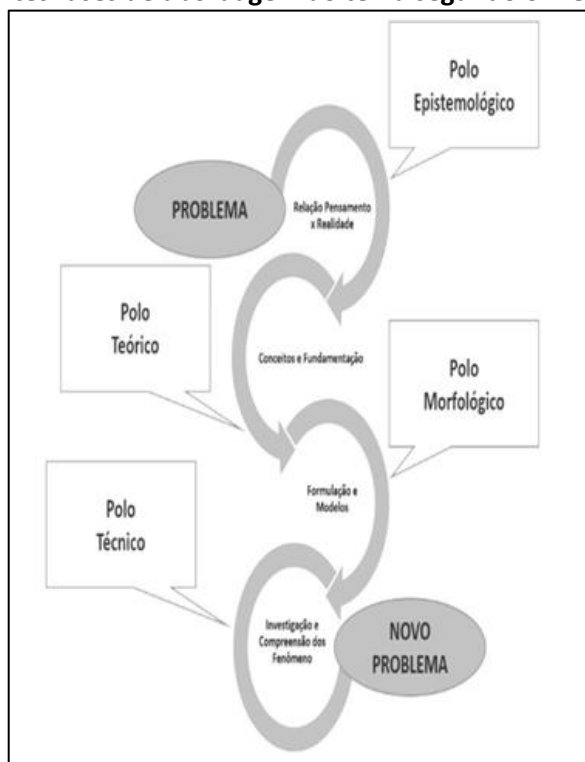 Polo
Epistemológico
PROBLEMA
Relação Pensamento
x Realidade
Polo
Teórico
Conceitos e Fundamentação
Polo
Morfológico
Formulação e
Modelos
Polo
Técnico
Investigação e
Compreensão dos
Fenômeno
NOVO
PROBLEMA